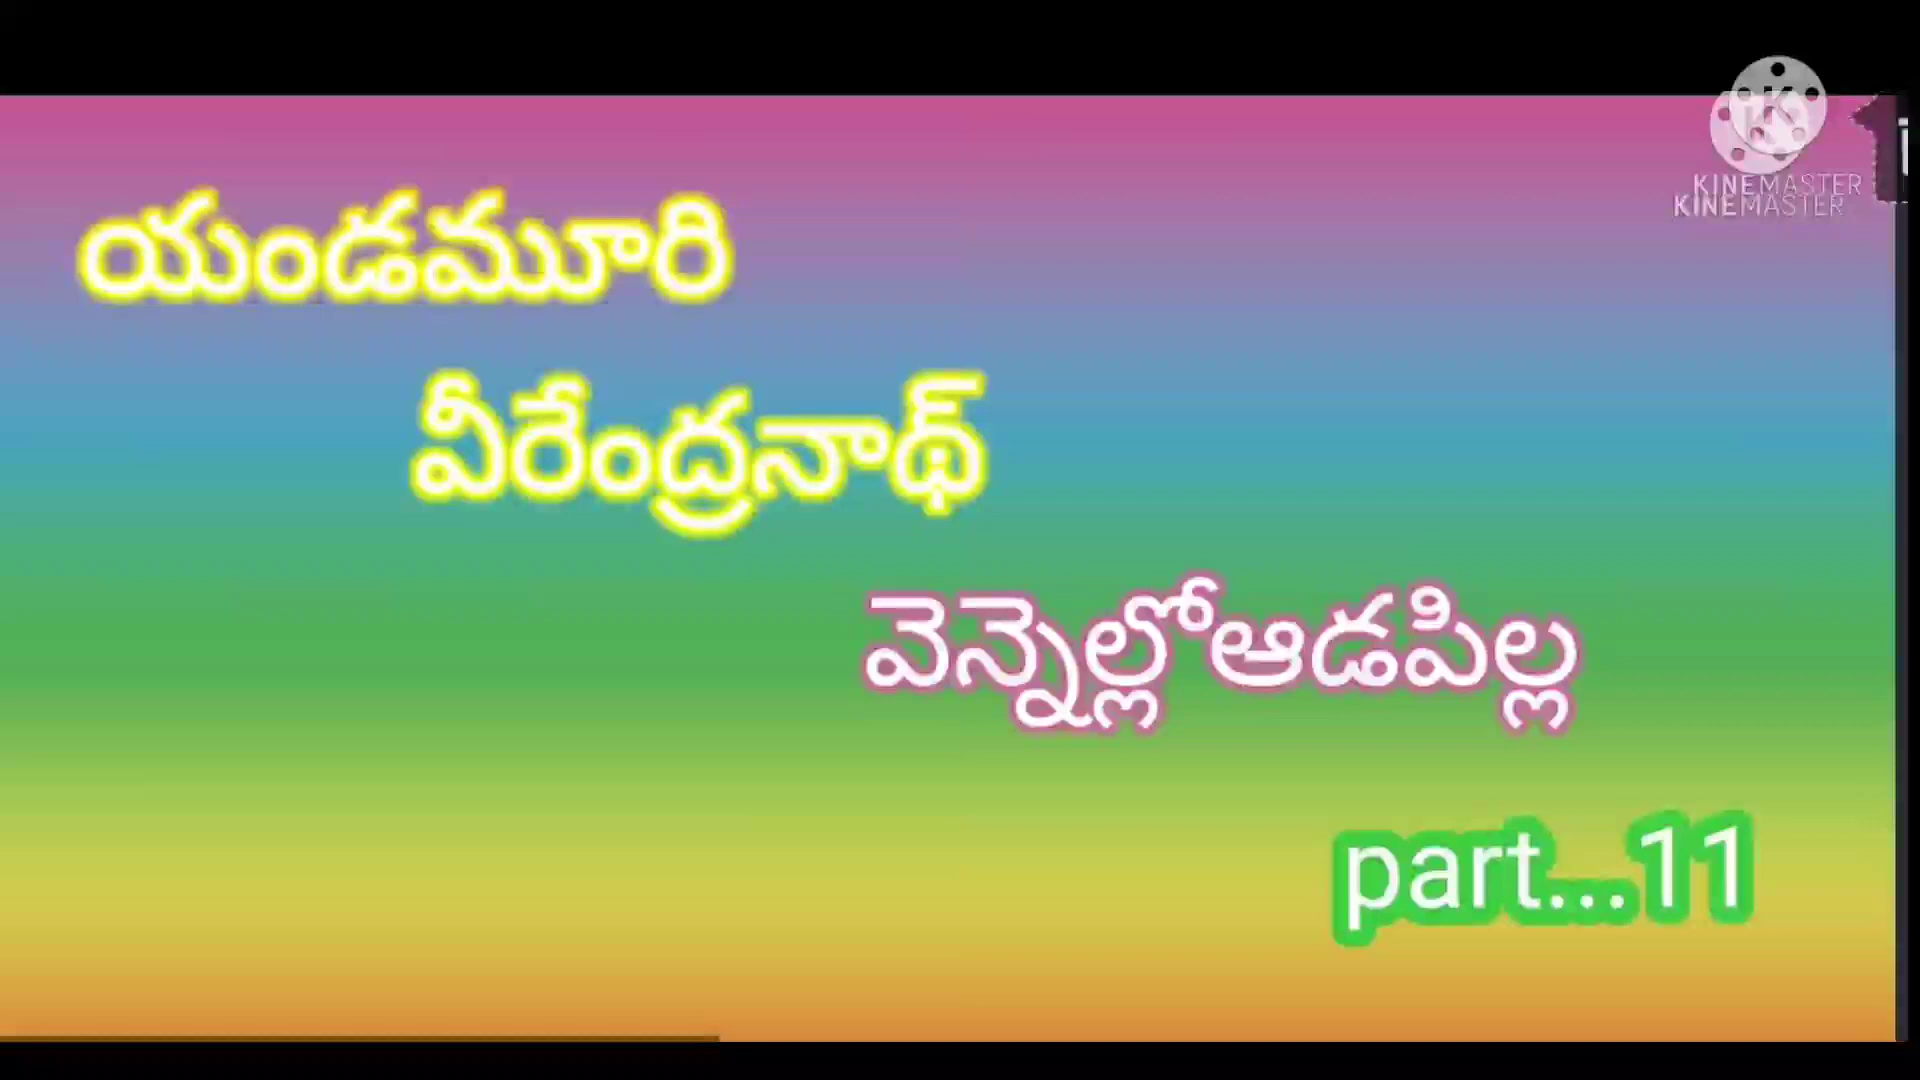 KINEMASTER
KINEMASTER
యండమూరి
వీరేంద్రనాథ్
వెన్నెల్లోఆడపిల్ల
part...11